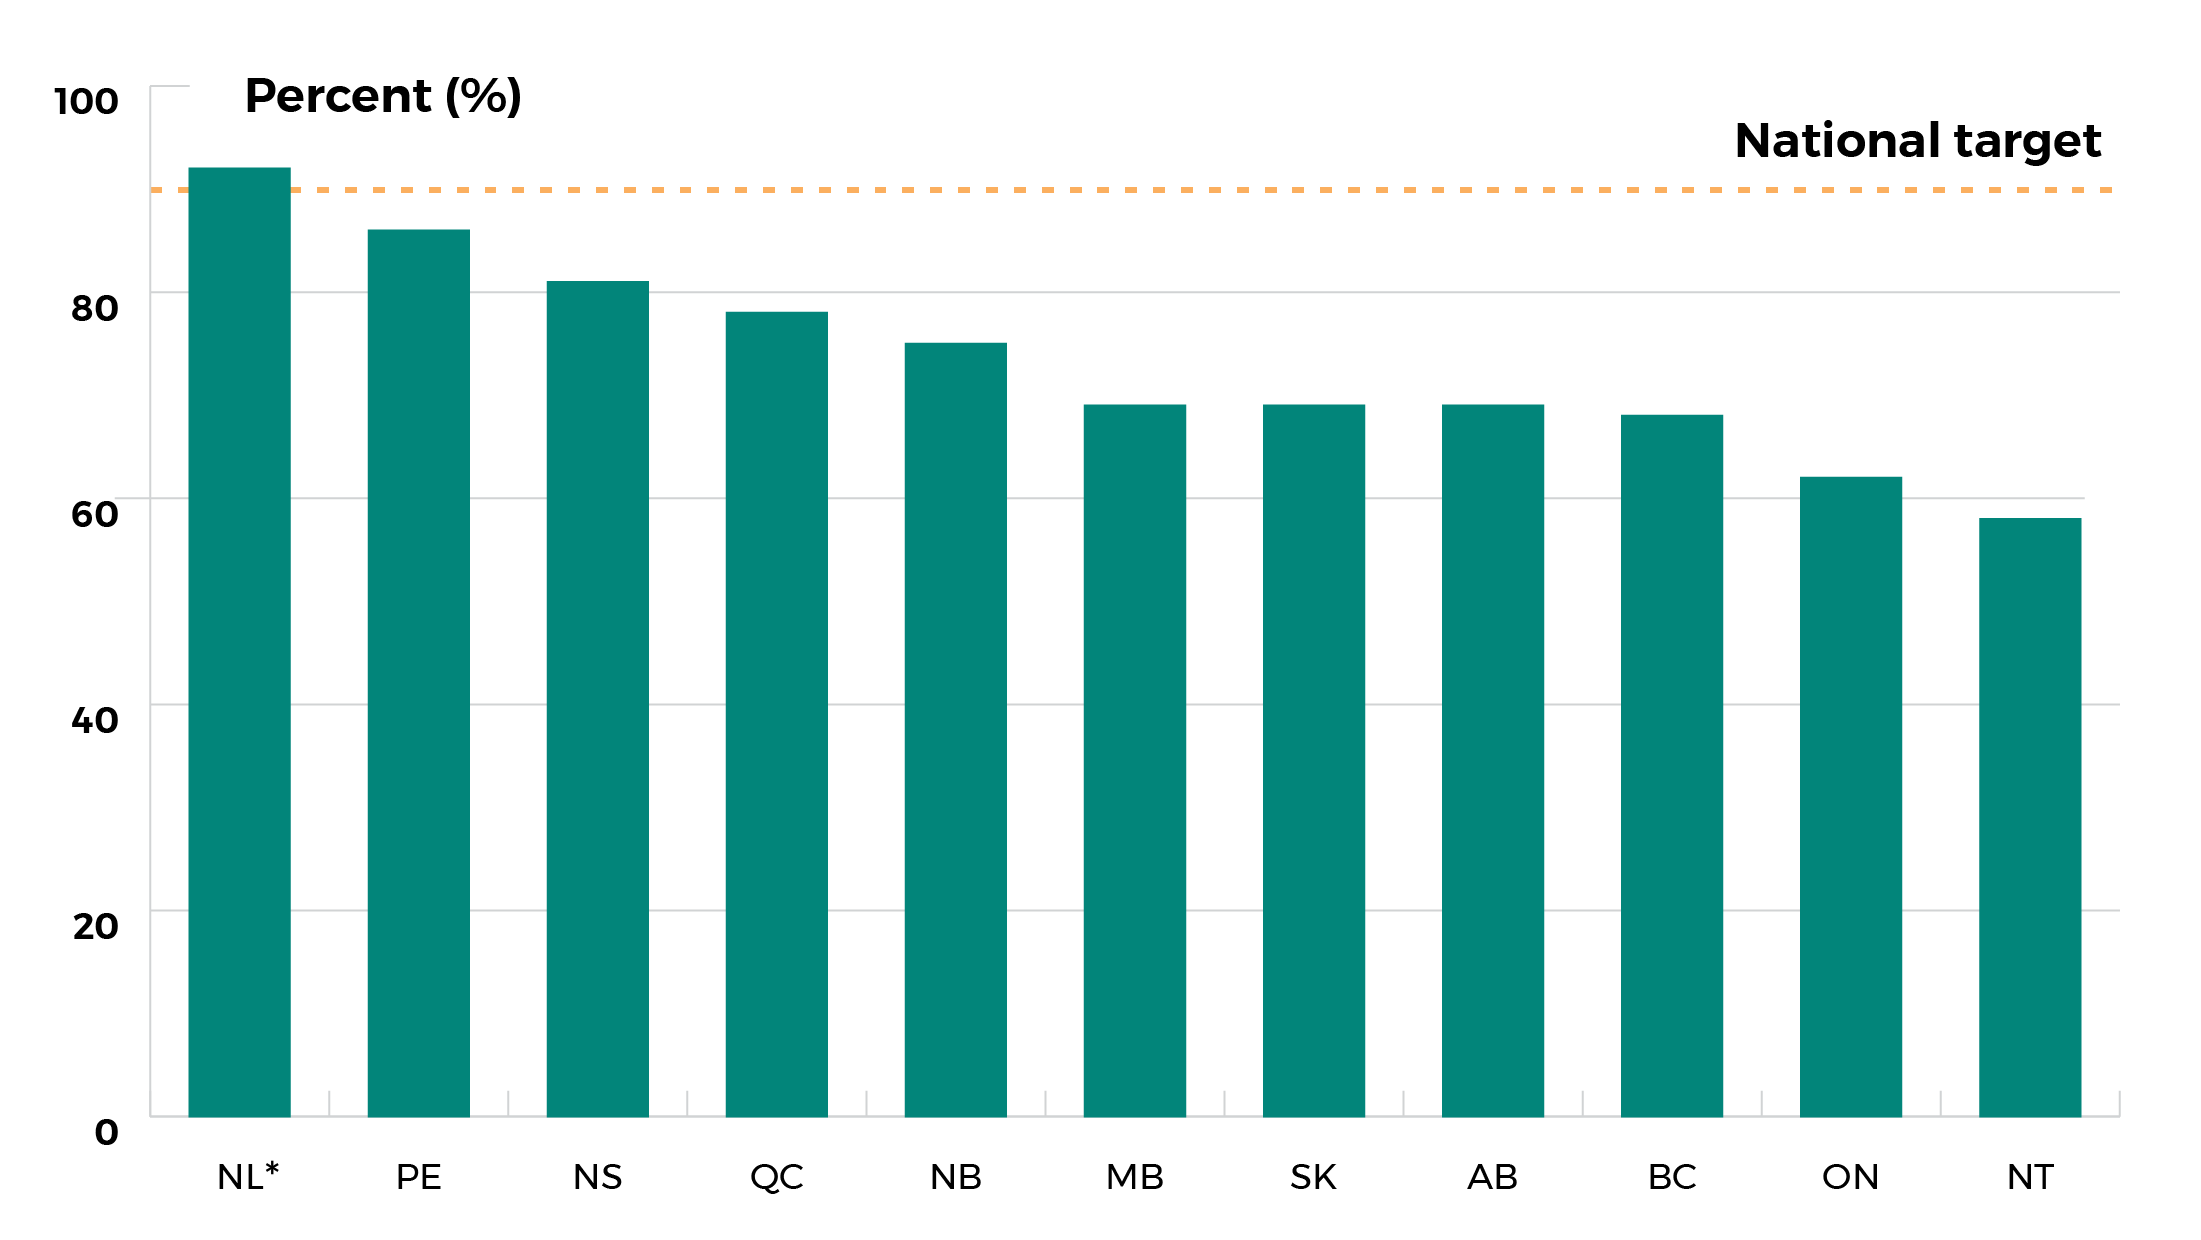 Percent (%)
National target
100
80
60
40
20
0
NL* PE NS QC NB MB SK AB BC ON NT